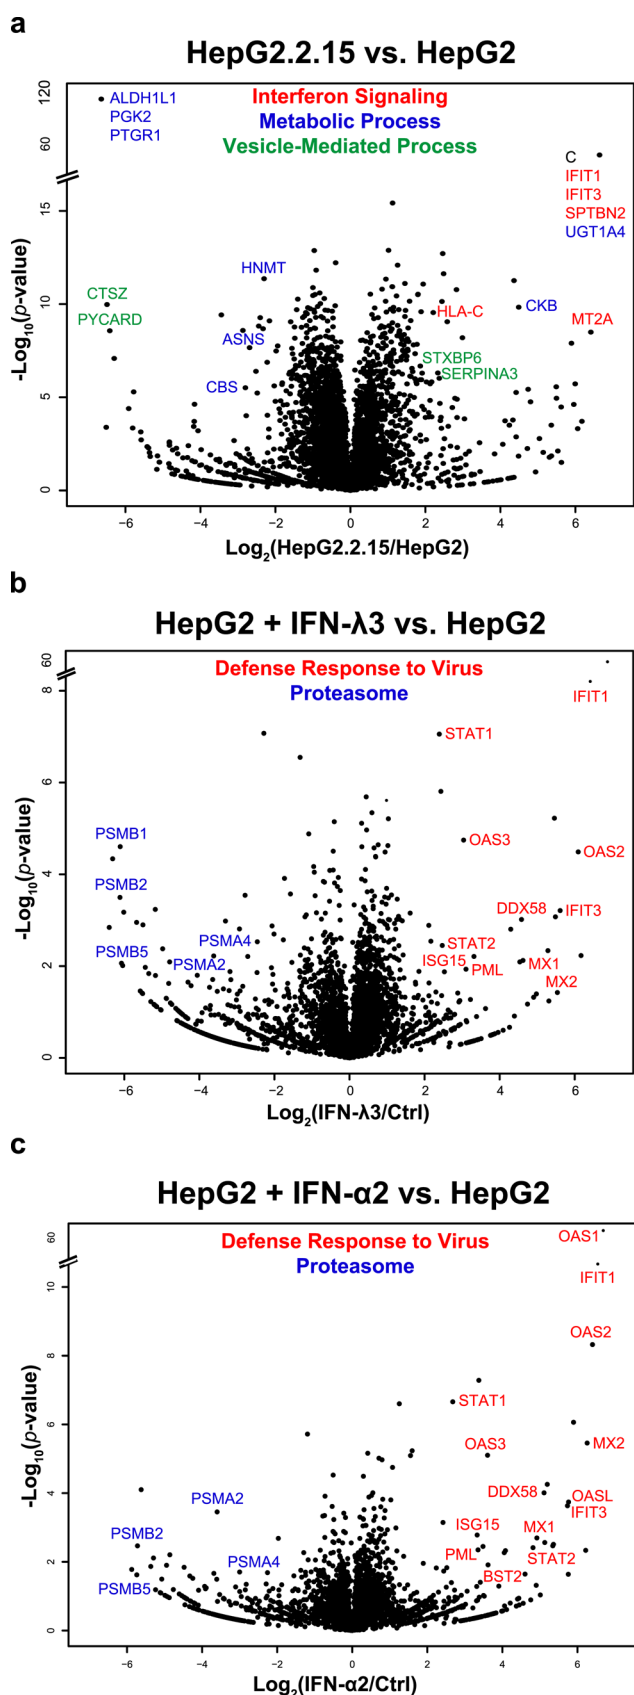 a
HepG2.2.15 vs. HepG2
Interferon Signaling
Metabolic Process
Vesicle-Mediated Process
ALDH1L1
PGK2
PTGR1
C
IFIT1
IFIT3
SPTBN2
UGT1A4
HNMT
CTSZ
PYCARD
CKB
HLA-C
MT2A
ASNS
STXBP6
SERPINA3
CBS
120
60
15
10
5
0
-Log10(p-value)
−6 −4 −2 0 2 4 6
Log2(HepG2.2.15/HepG2)
b
HepG2 + IFN-λ3 vs. HepG2
Defense Response to Virus
Proteasome
IFIT1
STAT1
PSMB1
OAS3
OAS2
PSMB2
DDX58
IFIT3
PSMA4
STAT2
PSMB5
PSMA2
ISG15
PML
MX1
MX2
60
8
6
4
2
0
-Log10(p-value)
−6 −4 −2 0 2 4 6
Log2(IFN-λ3/Ctrl)
c
HepG2 + IFN-α2 vs. HepG2
Defense Response to Virus
Proteasome
OAS1
IFIT1
OAS2
STAT1
OAS3
MX2
PSMA2
DDX58
OASL
IFIT3
ISG15
MX1
PSMB2
PML
STAT2
PSMA4
BST2
PSMB5
60
10
8
6
4
2
0
-Log10(p-value)
−6 −4 −2 0 2 4 6
Log2(IFN-α2/Ctrl)